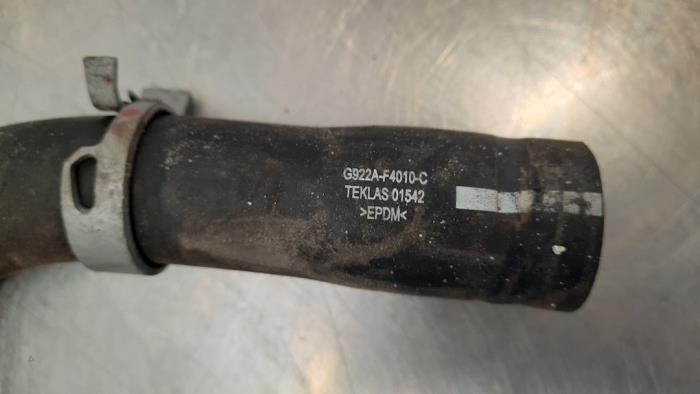 G922A-F4010-C
TEKLAS 01542
>EPDM<